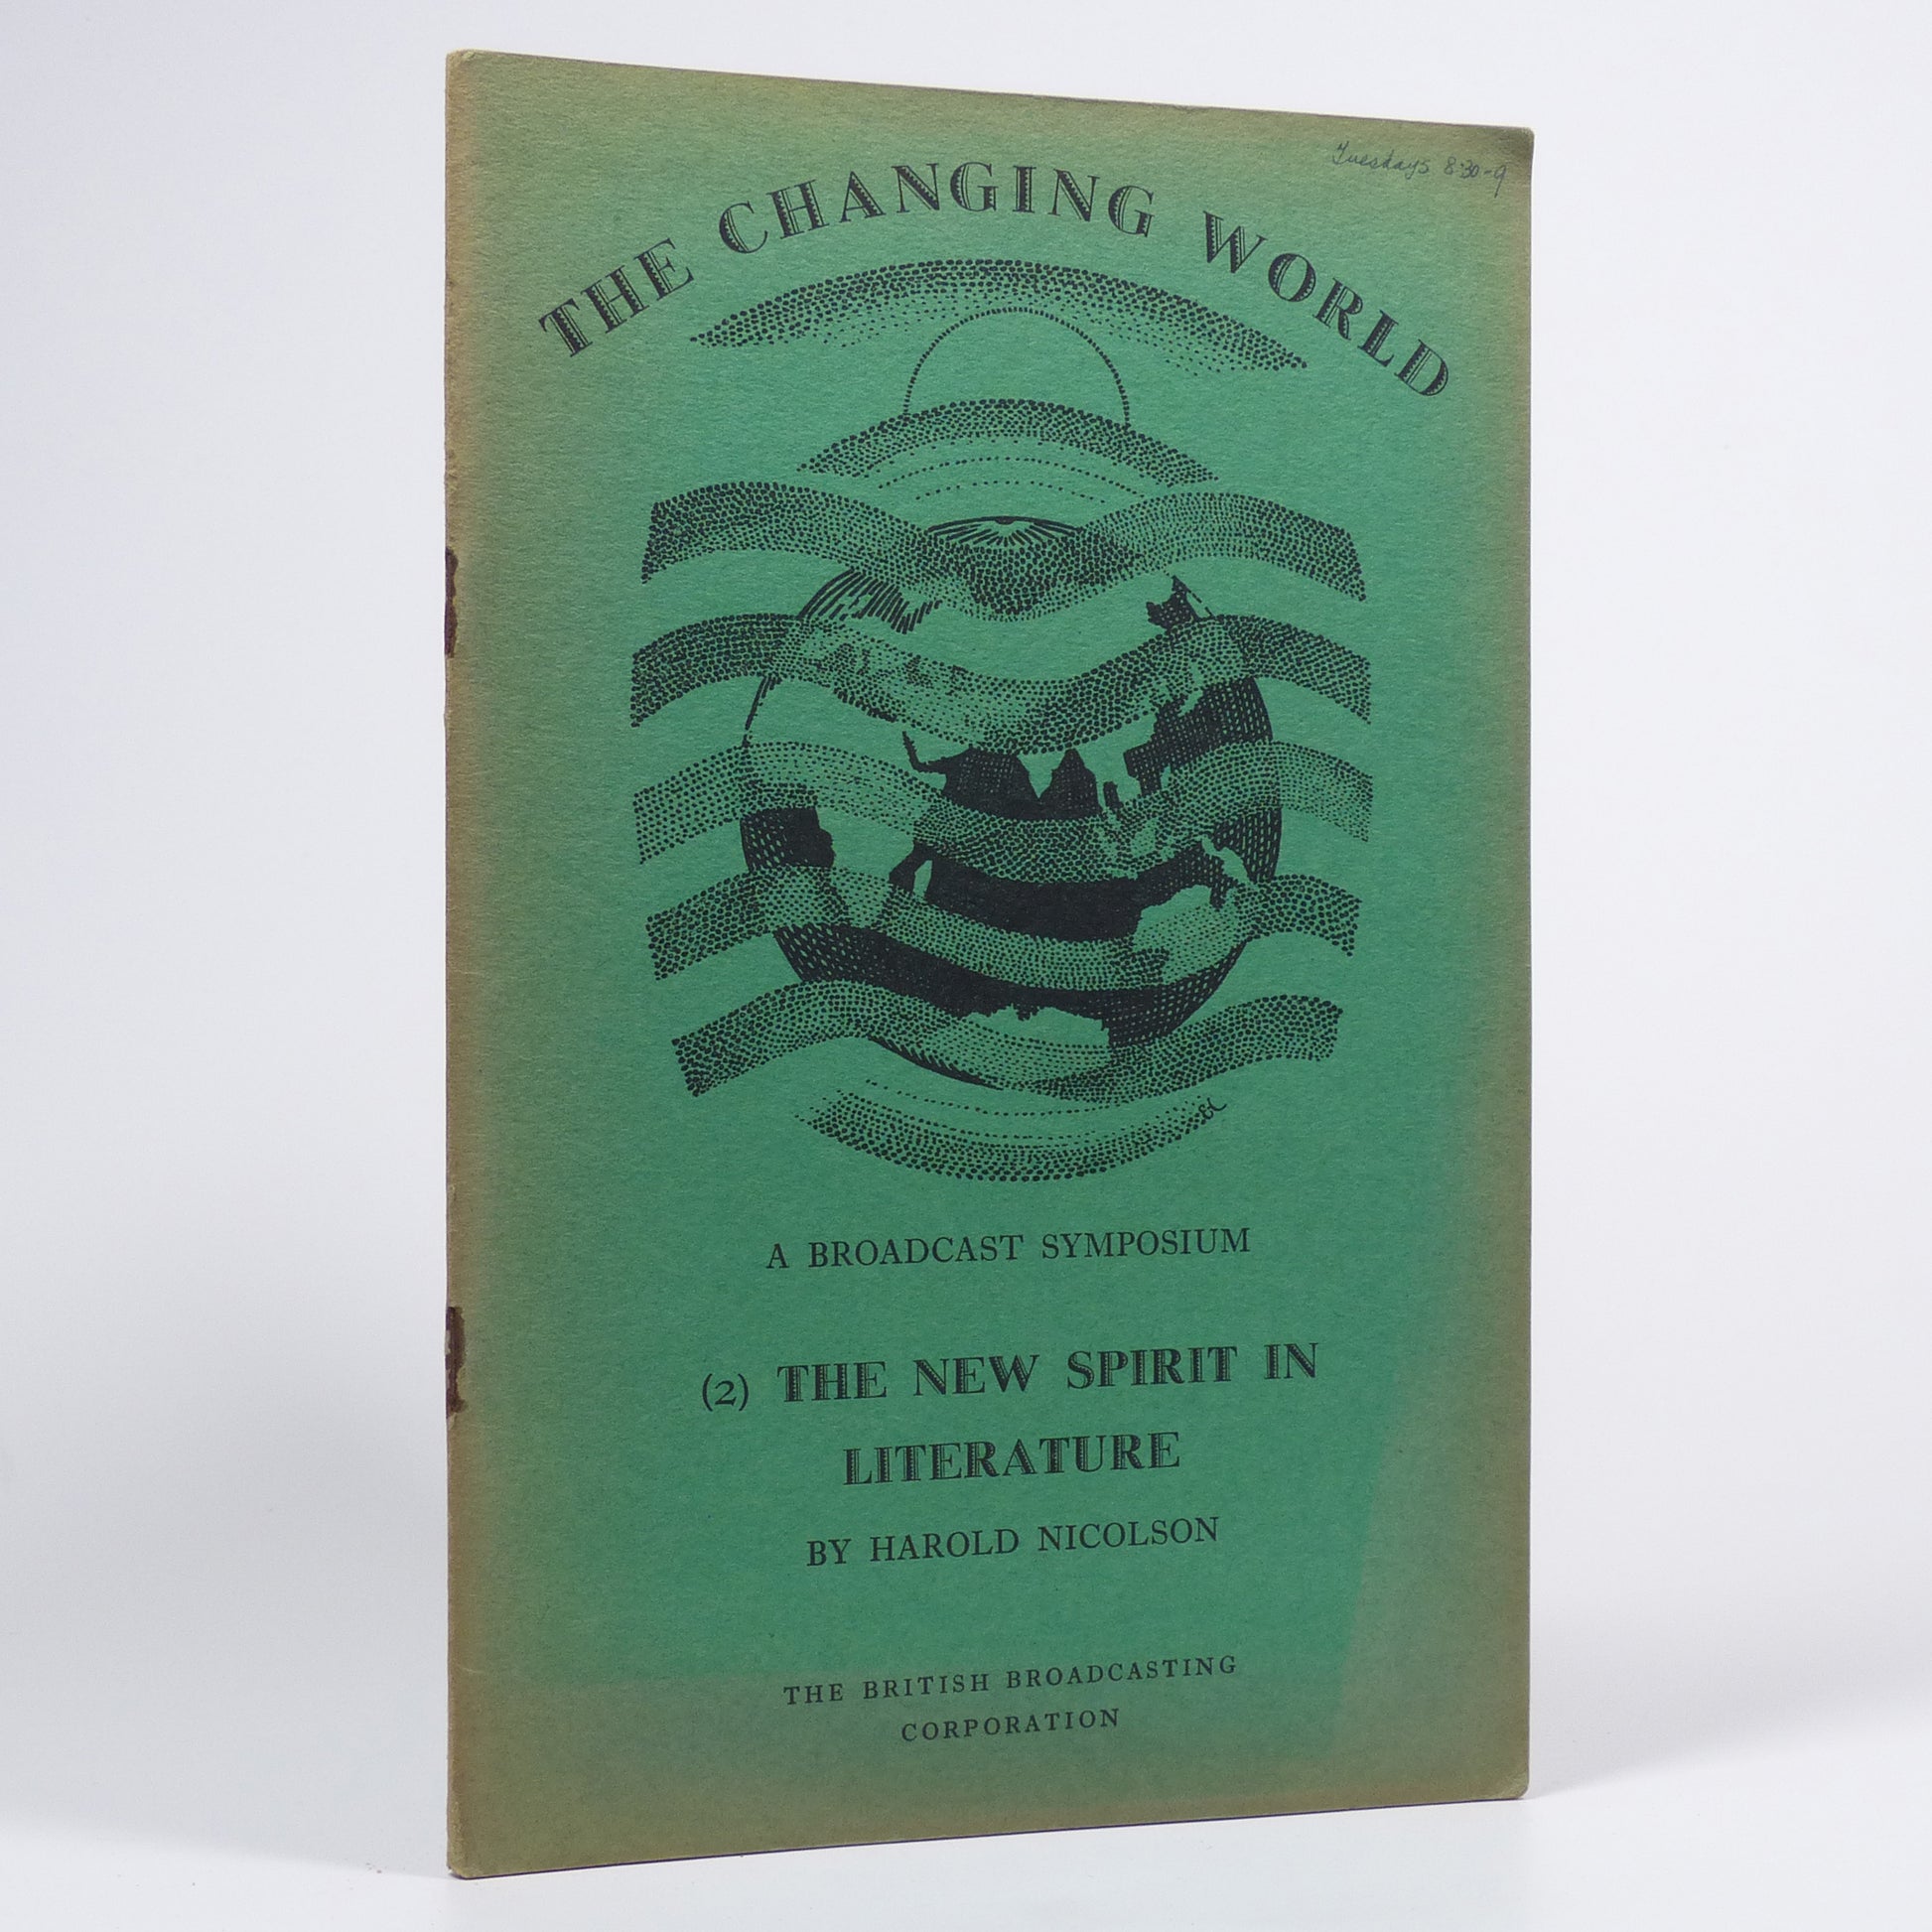 Tuesdays 8.30-9
THE CHANGING WORLD
A BROADCAST SYMPOSIUM
(2) THE NEW SPIRIT IN
LITERATURE
BY HAROLD NICOLSON
THE BRITISH BROADCASTING
CORPORATION